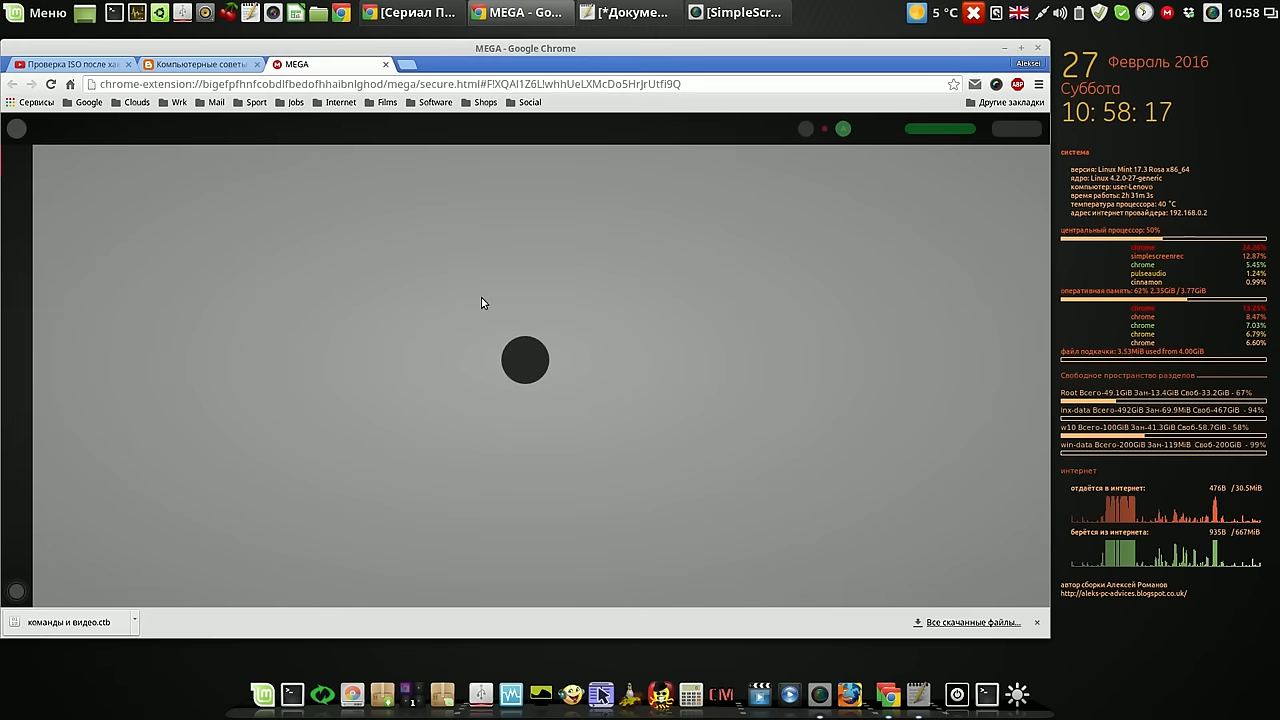 Меню
[Сериал П...
MEGA - Go...
[*Докуме...
[SimpleScr...
5 °C
10:58
MEGA - Google Chrome
Проверка ISO после зак
Компьютерные советы
MEGA
Aleksei
chrome-extension://bigefpfhnfcobdlfbedofhhaibnlghod/mega/secure.html#F!XQAl1Z6L!whhUeLXMcDo5HrJrUtfi9Q
Сервисы
Google
Clouds
Wrk
Mail
Sport
Jobs
Internet
Films
Software
Shops
Social
Другие закладки
27 Февраль 2016
Суббота
10: 58: 17
система
версия: Linux Mint 17.3 Rosa x86_64
ядро: Linux 4.2.0-27-generic
компьютер: user-Lenovo
время работы: 2h 31m 3s
температура процессора: 40 °C
адрес интернет провайдера: 192.168.0.2
центральный процессор: 50%
chrome
simplescreenrec 12.87%
chrome 5.45%
pulseaudio 1.24%
cinnamon 0.99%
оперативная память: 62% 2.35GiB / 3.77GiB
chrome
chrome 8.47%
chrome 7.03%
chrome 6.79%
chrome 6.60%
файл подкачки: 3.53MiB used from 4.00GiB
Свободное пространство разделов
Root Всего-49.1GiB Зан-13.4GiB Своб-33.2GiB - 67%
lnx-data Всего-492GiB Зан-69.9MiB Своб-467GiB - 94%
w10 Всего-100GiB Зан-41.3GiB Своб-58.7GiB - 58%
win-data Всего-200GiB Зан-119MiB Своб-200GiB - 99%
интернет
отдаётся в интернет: 476B /30.5MiB
берётся из интернета: 935B /667MiB
автор сборки Алексей Романов
http://aleks-pc-advices.blogspot.co.uk/
команды и видео.ctb
Все скачанные файлы...